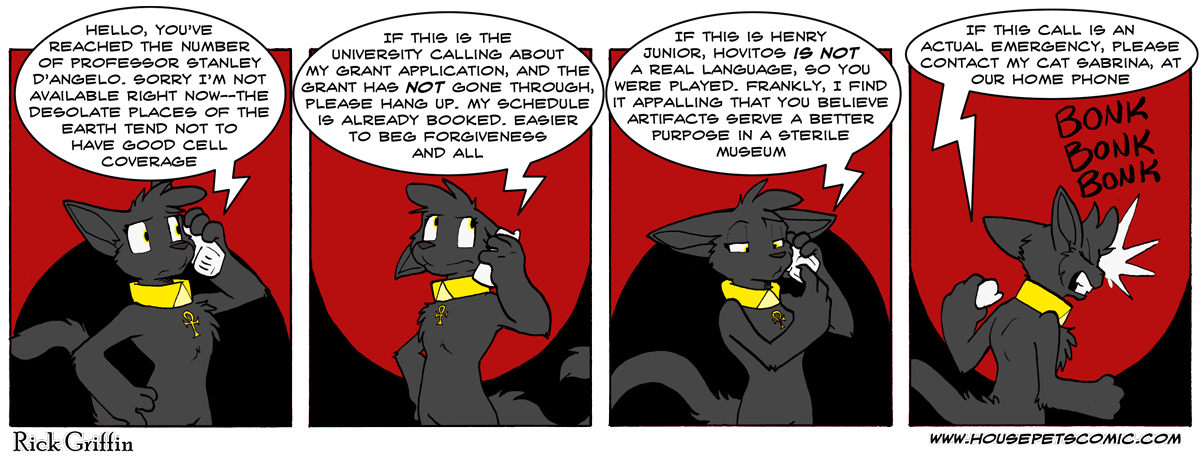 HELLO, YOU'VE
REACHED THE NUMBER
OF PROFESSOR STANLEY
D'ANGELO. SORRY I'M NOT
AVAILABLE RIGHT NOW--THE
DESOLATE PLACES OF THE
EARTH TEND NOT TO
HAVE GOOD CELL
COVERAGE
IF THIS IS THE
UNIVERSITY CALLING ABOUT
MY GRANT APPLICATION, AND THE
GRANT HAS NOT GONE THROUGH,
PLEASE HANG UP. MY SCHEDULE
IS ALREADY BOOKED. EASIER
TO BEG FORGIVENESS
AND ALL
IF THIS IS HENRY
JUNIOR, HOVITOS IS NOT
A REAL LANGUAGE, SO YOU
WERE PLAYED. FRANKLY, I FIND
IT APPALLING THAT YOU BELIEVE
ARTIFACTS SERVE A BETTER
PURPOSE IN A STERILE
MUSEUM
IF THIS CALL IS AN
ACTUAL EMERGENCY, PLEASE
CONTACT MY CAT SABRINA, AT
OUR HOME PHONE
BONK
BONK
BONK
Rick Griffin
WWW.HOUSEPETSCOMIC.COM